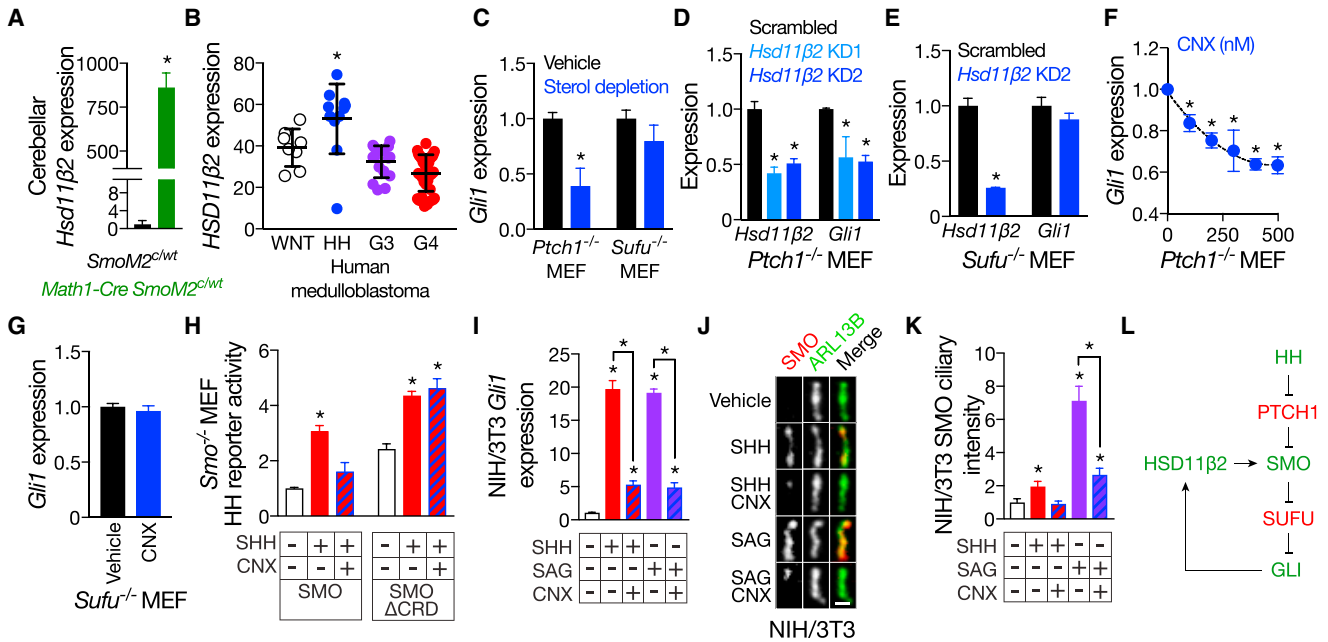 A
Cerebellar
Hsd11β2 expression
1000
750
500
8
4
0
*
SmoM2c/wt
Math1-Cre SmoM2c/wt
B
HSD11β2 expression
80
60
40
20
0
*
WNT HH G3 G4
Human
medulloblastoma
C
Gli1 expression
1.5
1.0
0.5
0.0
Vehicle
Sterol depletion
*
Ptch1-/- Sufu-/-
MEF MEF
D
Scrambled
Hsd11β2 KD1
Hsd11β2 KD2
Expression
1.5
1.0
0.5
0
* * * *
Hsd11β2 Gli1
Ptch1-/- MEF
E
Scrambled
Hsd11β2 KD2
Expression
1.5
1.0
0.5
0
*
Hsd11β2 Gli1
Sufu-/- MEF
F
CNX (nM)
Gli1 expression
1.0
0.8
0.6
0.4
* * * * *
0 250 500
Ptch1-/- MEF
G
Gli1 expression
1.5
1.0
0.5
0
Vehicle
CNX
Sufu-/- MEF
H
Smo-/- MEF
HH reporter activity
6
4
2
0
* * *
SHH - + + - + +
CNX - - + - - +
SMO SMO
ΔCRD
I
NIH/3T3 Gli1
expression
25
20
15
10
5
0
* * * * * *
SHH - + + - -
SAG - - - + +
CNX - - + - +
J
SMO
ARL13B
Merge
Vehicle
SHH
SHH
CNX
SAG
SAG
CNX
NIH/3T3
K
NIH/3T3 SMO ciliary
intensity
10
8
6
4
2
0
* * * *
SHH - + + - -
SAG - - - + +
CNX - - + - +
L
HH
PTCH1
HSD11β2 SMO
SUFU
GLI